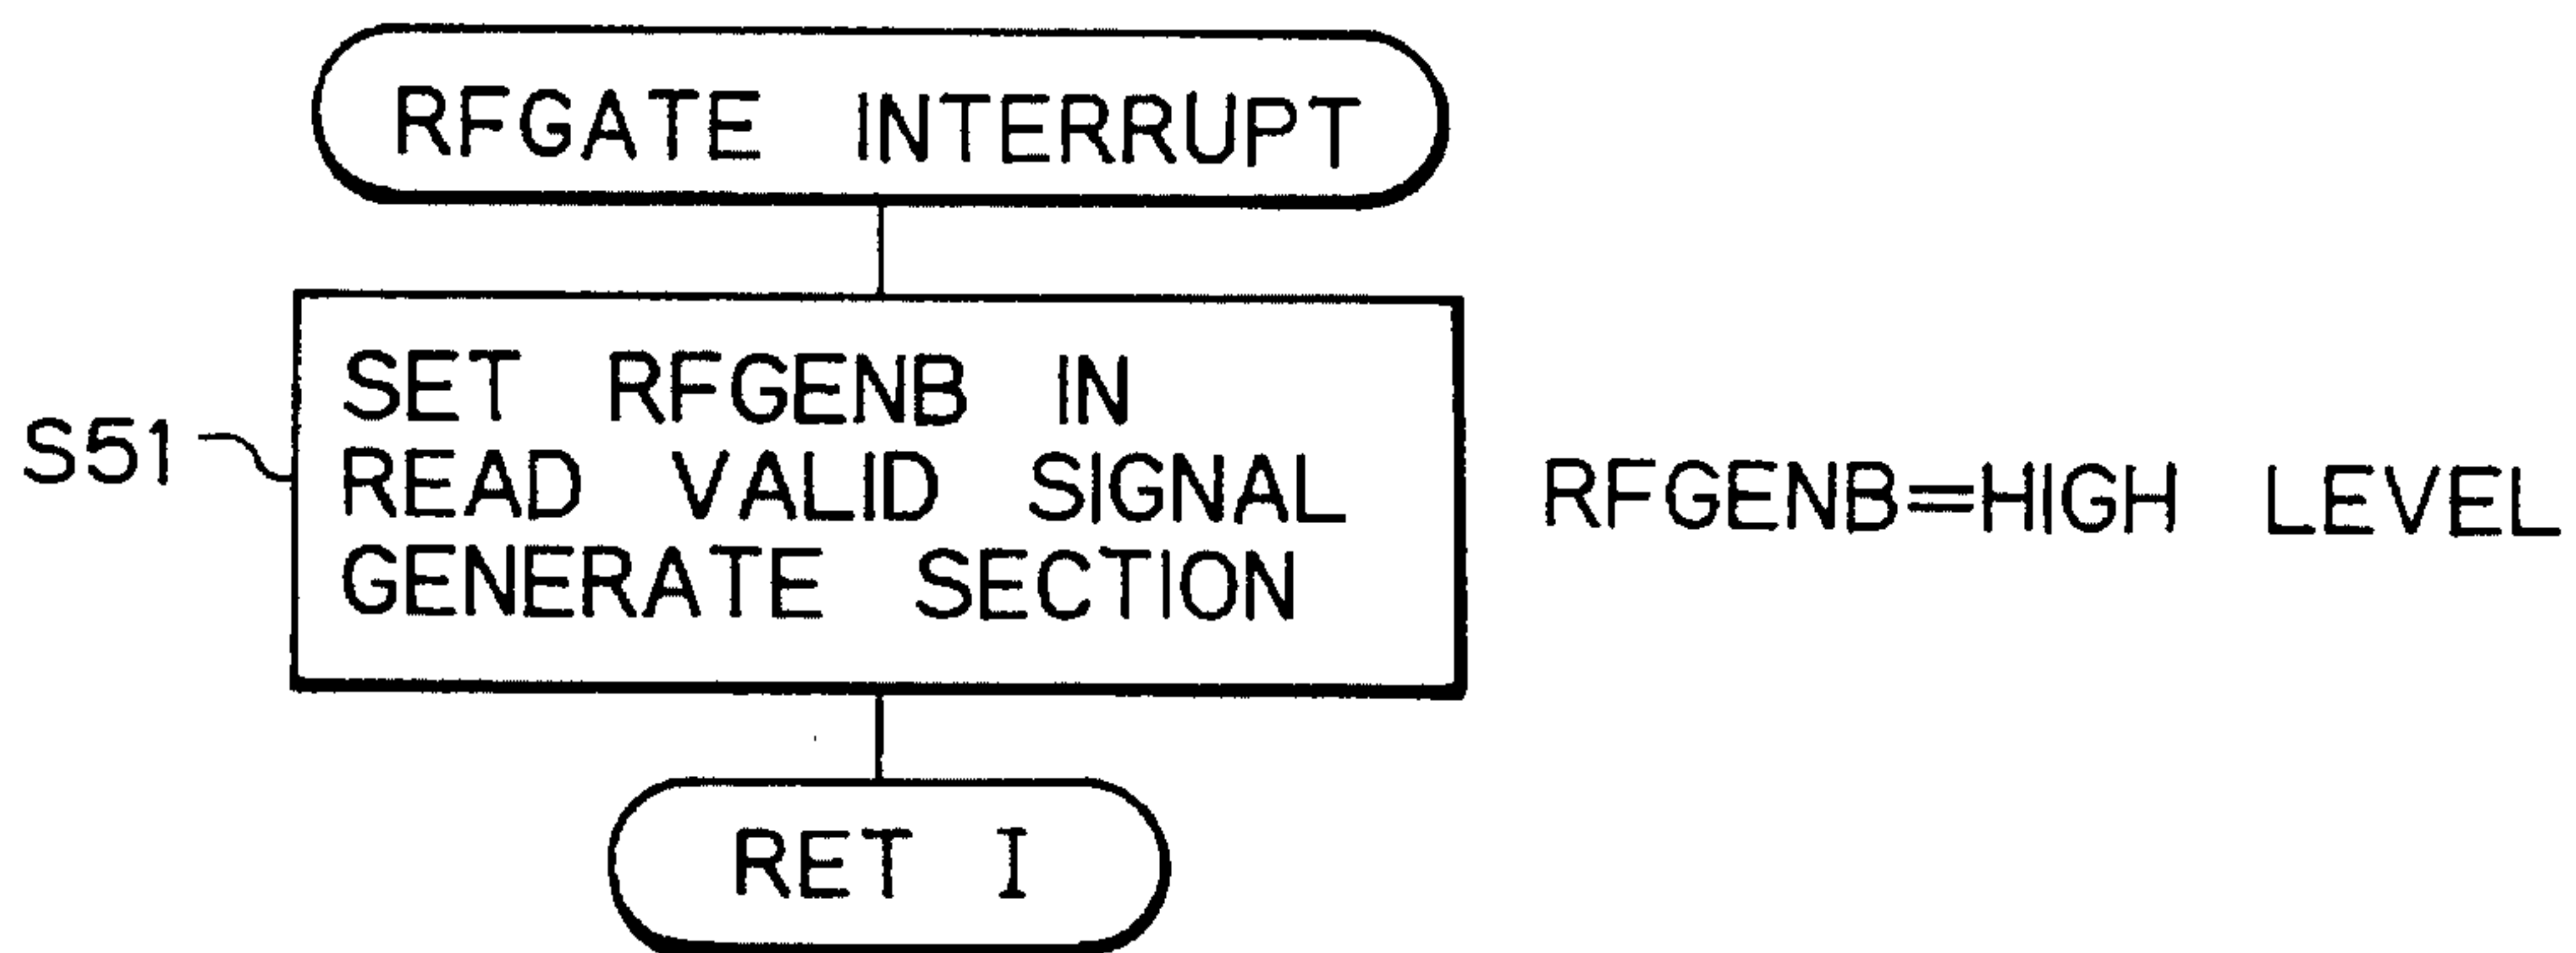 RFGATE INTERRUPT
S51
SET RFGENB IN
READ VALID SIGNAL
GENERATE SECTION
RFGENB=HIGH LEVEL
RET I